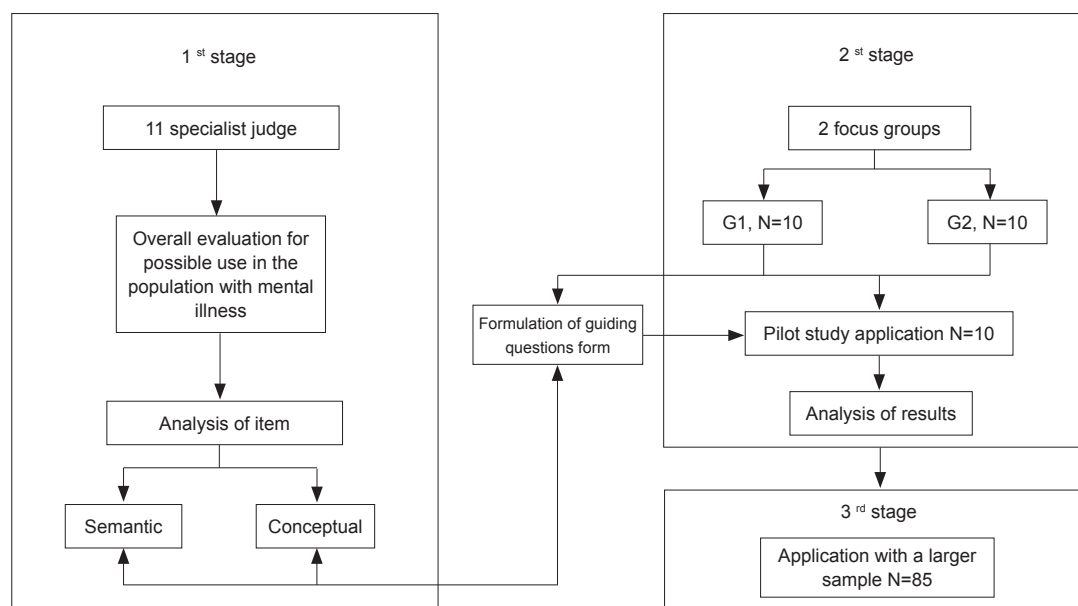 1 st stage
11 specialist judge
Overall evaluation for
possible use in the
population with mental
illness
Analysis of item
Semantic
Conceptual
Formulation of guiding
questions form
2 st stage
2 focus groups
G1, N=10
G2, N=10
Pilot study application N=10
Analysis of results
3 rd stage
Application with a larger
sample N=85